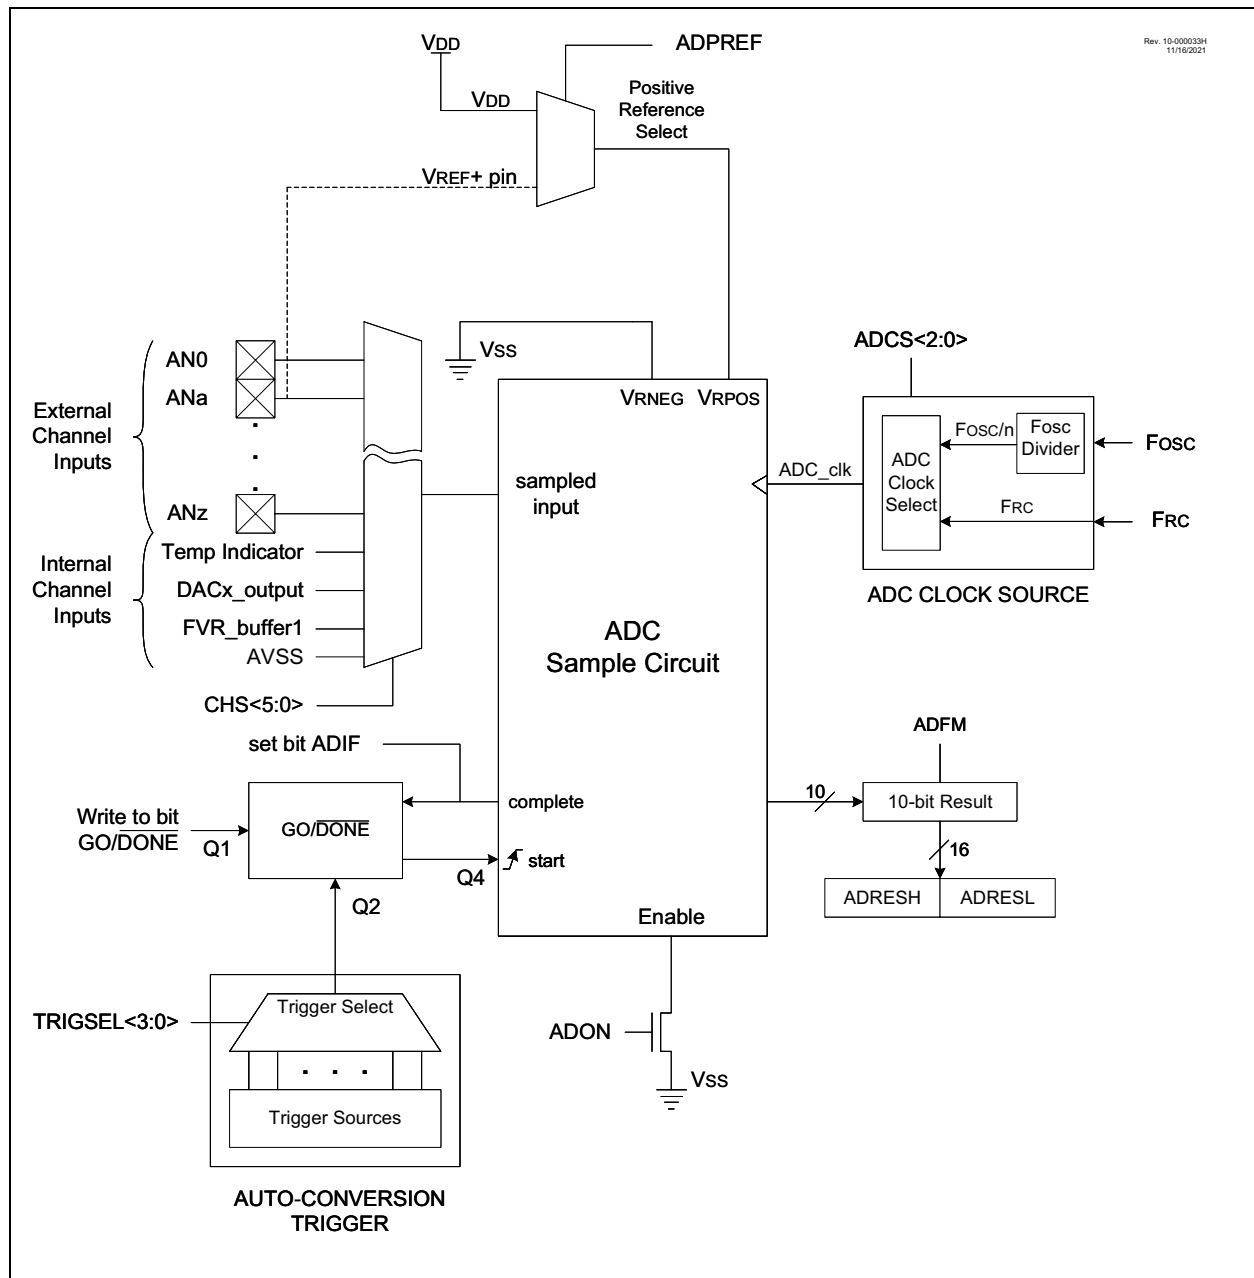 Rev. 10-000033H
11/16/2021
VDD
ADPREF
VDD
Positive
Reference
Select
VREF+ pin
VSS
VRNEG VRPOS
External
Channel
Inputs
AN0
ANa
ANz
Internal
Channel
Inputs
Temp Indicator
DACx_output
FVR_buffer1
AVSS
CHS<5:0>
sampled
input
ADC
Sample Circuit
ADC_clk
ADCS<2:0>
ADC
Clock
Select
FOSC/n
Fosc
Divider
FOSC
FRC
FRC
ADC CLOCK SOURCE
set bit ADIF
complete
Write to bit
GO/DONE
Q1
GO/DONE
Q4
start
Q2
Enable
ADFM
10
10-bit Result
16
ADRESH
ADRESL
TRIGSEL<3:0>
Trigger Select
. . .
Trigger Sources
AUTO-CONVERSION
TRIGGER
ADON
VSS